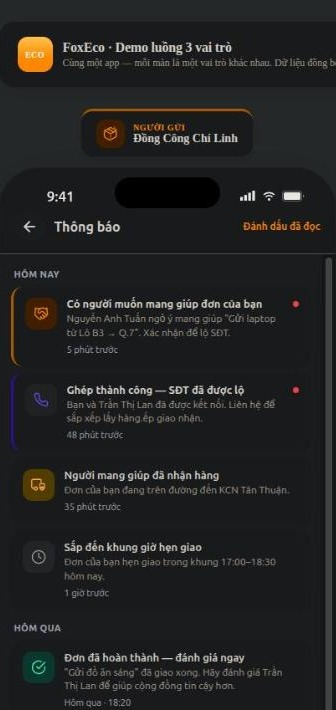 ECO
FoxEco · Demo luồng 3 vai trò
Cùng một app — mỗi màn là một vai trò khác nhau. Dữ liệu đồng
NGƯỜI GỬI
Đồng Công Chí Linh
9:41
Thông báo
Đánh dấu đã đọc
HÔM NAY
Có người muốn mang giúp đơn của bạn
Nguyễn Anh Tuấn ngỏ ý mang giúp "Gửi laptop
từ Lô B3 → Q.7". Xác nhận để lộ SĐT.
5 phút trước
Ghép thành công — SĐT đã được lộ
Bạn và Trần Thị Lan đã được kết nối. Liên hệ để
sắp xếp lấy hàng.ép giao nhận.
48 phút trước
Người mang giúp đã nhận hàng
Đơn của bạn đang trên đường đến KCN Tân Thuận.
35 phút trước
Sắp đến khung giờ hẹn giao
Đơn của bạn hẹn giao trong khung 17:00–18:30
hôm nay.
1 giờ trước
HÔM QUA
Đơn đã hoàn thành — đánh giá ngay
"Gửi đồ ăn sáng" đã giao xong. Hãy đánh giá Trần
Thị Lan để giúp cộng đồng tin cậy hơn.
Hôm qua · 18:20